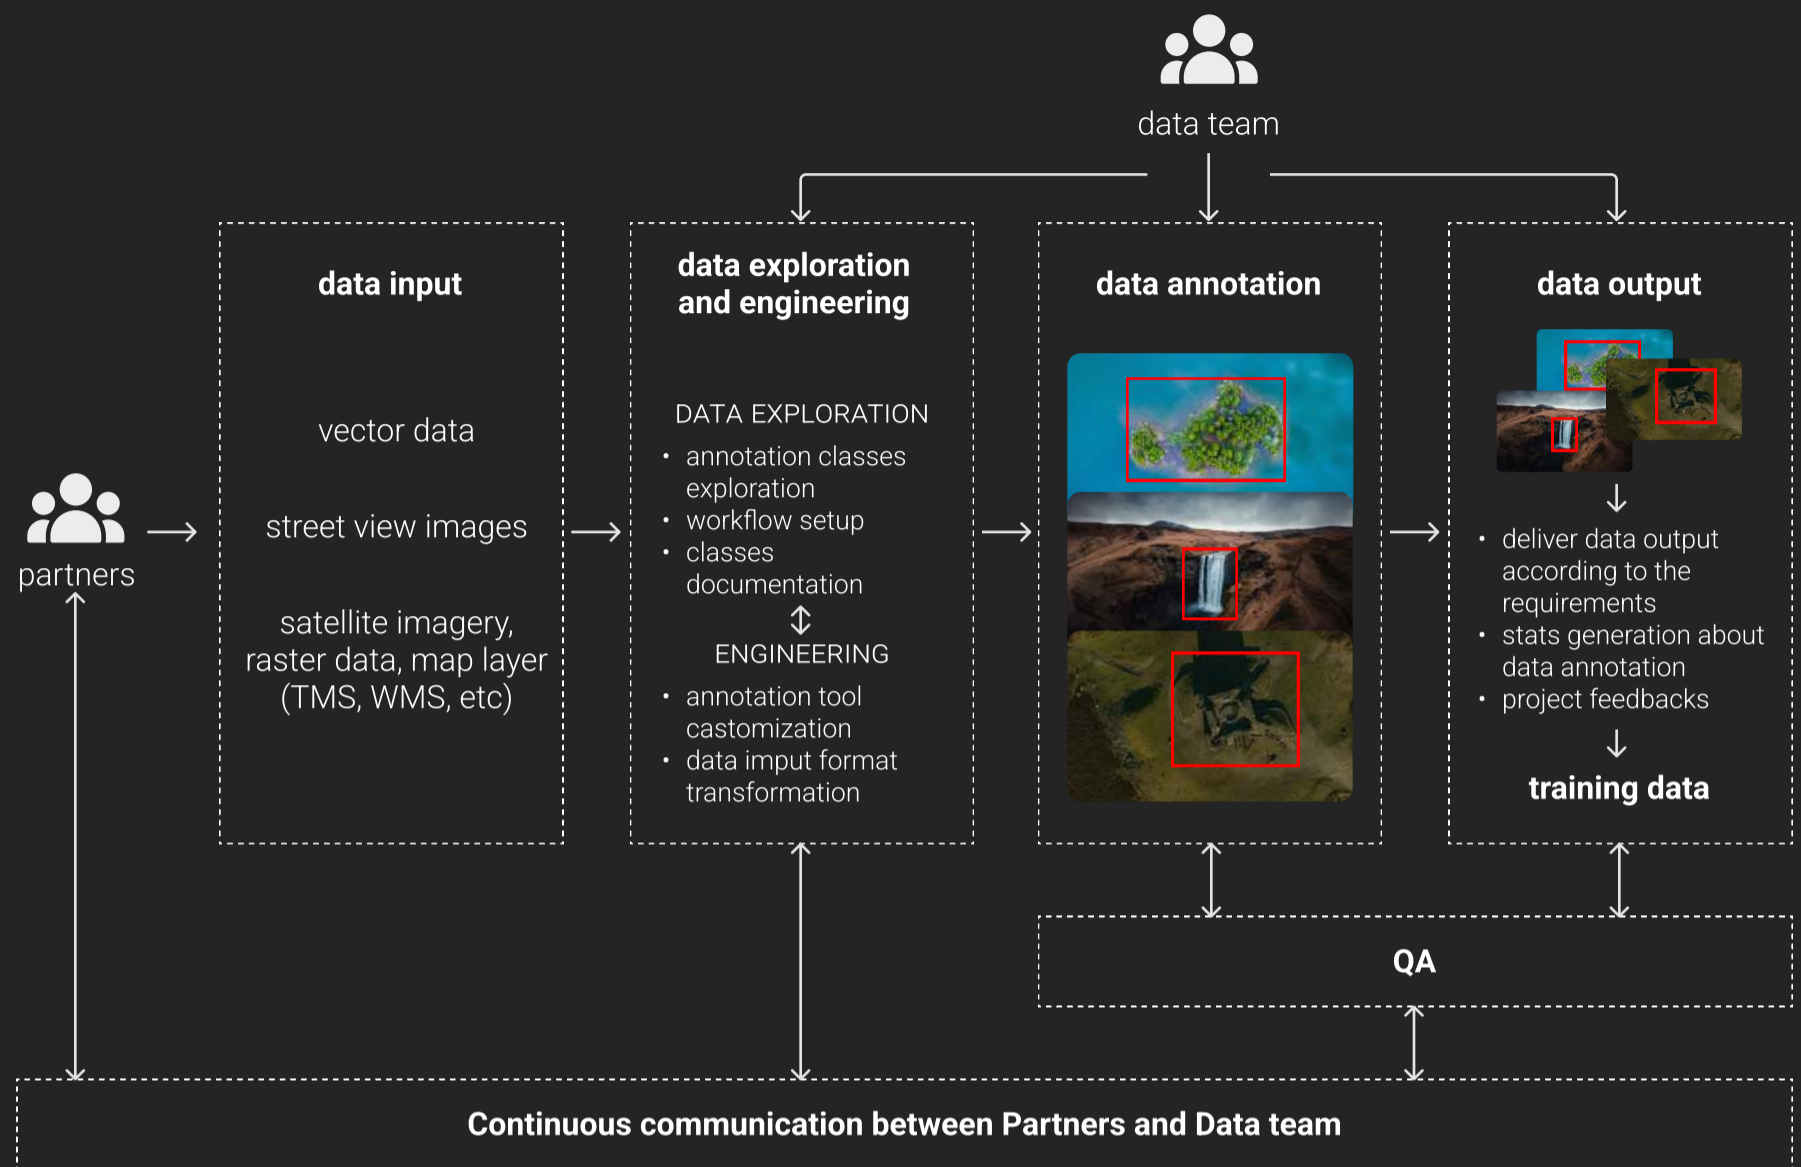 data team
partners
data input
vector data
street view images
satellite imagery,
raster data, map layer
(TMS, WMS, etc)
data exploration
and engineering
DATA EXPLORATION
• annotation classes
exploration
• workflow setup
• classes
documentation
ENGINEERING
• annotation tool
castomization
• data imput format
transformation
data annotation
data output
• deliver data output
according to the
requirements
• stats generation about
data annotation
• project feedbacks
training data
QA
Continuous communication between Partners and Data team